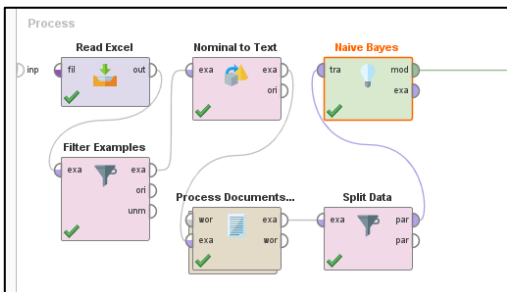 Process
Read Excel
Nominal to Text
Naive Bayes
inp
fil
out
exa
exa
ori
tra
mod
exa
Filter Examples
exa
exa
ori
unm
Process Documents...
Split Data
wor
exa
exa
wor
exa
par
par